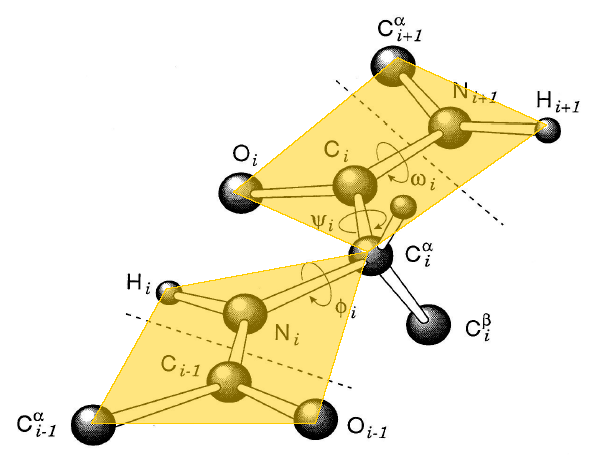 C^α_{i+1}
N_{i+1}
H_{i+1}
O_i
C_i
ω_i
ψ_i
C^α_i
H_i
ϕ_i
N_i
C^β_i
C_{i-1}
C^α_{i-1}
O_{i-1}